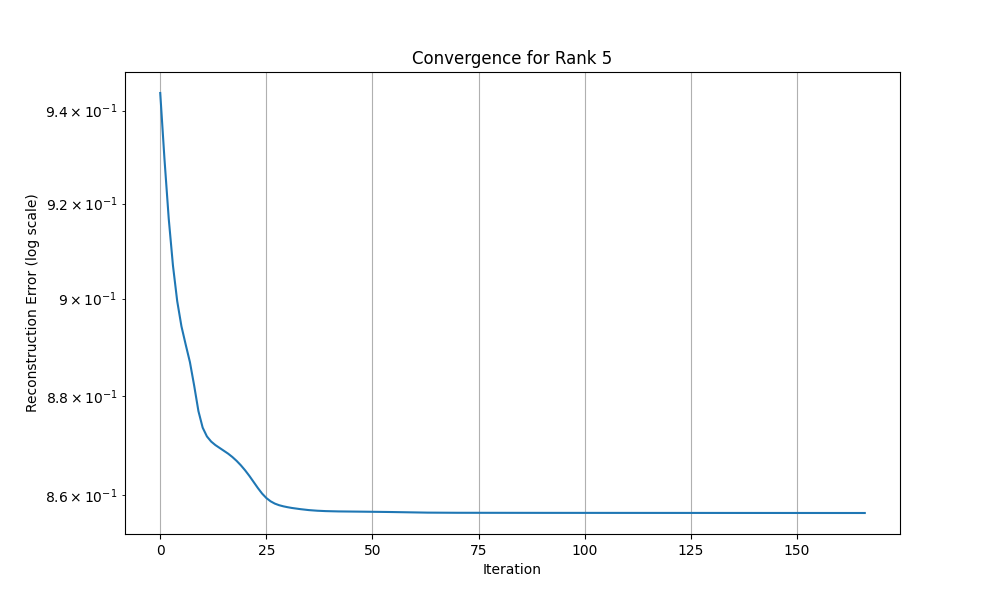 Convergence for Rank 5
9.4 × 10⁻¹
9.2 × 10⁻¹
9 × 10⁻¹
8.8 × 10⁻¹
8.6 × 10⁻¹
Reconstruction Error (log scale)
0 25 50 75 100 125 150
Iteration